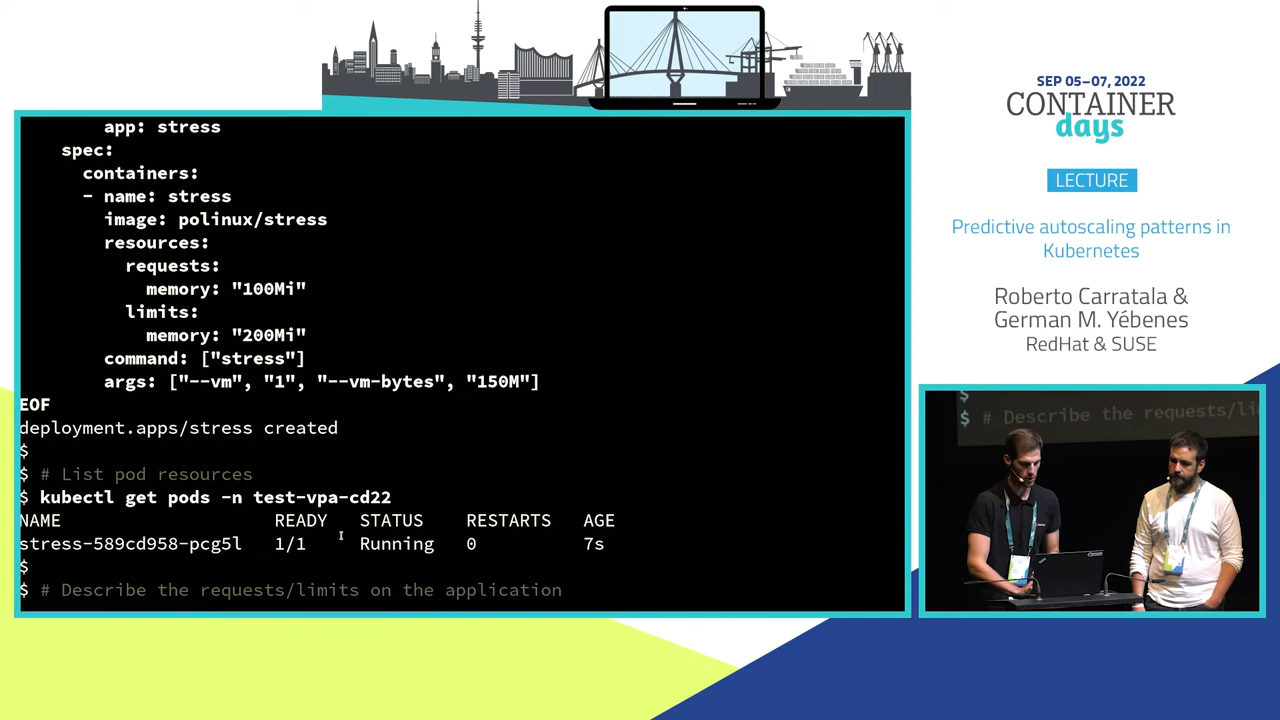 app: stress
spec:
containers:
- name: stress
image: polinux/stress
resources:
requests:
memory: "100Mi"
limits:
memory: "200Mi"
command: ["stress"]
args: ["--vm", "1", "--vm-bytes", "150M"]
EOF
deployment.apps/stress created
$
$ # List pod resources
$ kubectl get pods -n test-vpa-cd22
NAME READY STATUS RESTARTS AGE
stress-589cd958-pcg5l 1/1 Running 0 7s
$
$ # Describe the requests/limits on the application
SEP 05–07, 2022
CONTAINER
days
LECTURE
Predictive autoscaling patterns in
Kubernetes
Roberto Carratala &
German M. Yébenes
RedHat & SUSE
$
$ # Describe the requests/li